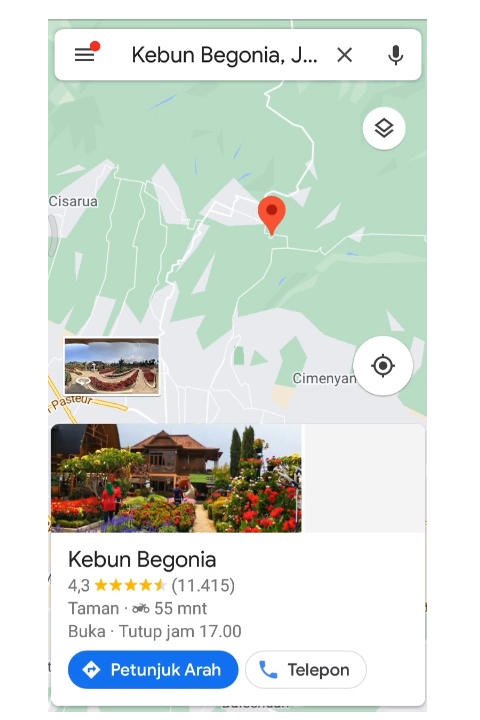 Kebun Begonia, J...
Cisarua
Cimenyan
r Pasteur
Kebun Begonia
4,3 (11.415)
Taman · 55 mnt
Buka · Tutup jam 17.00
Petunjuk Arah
Telepon